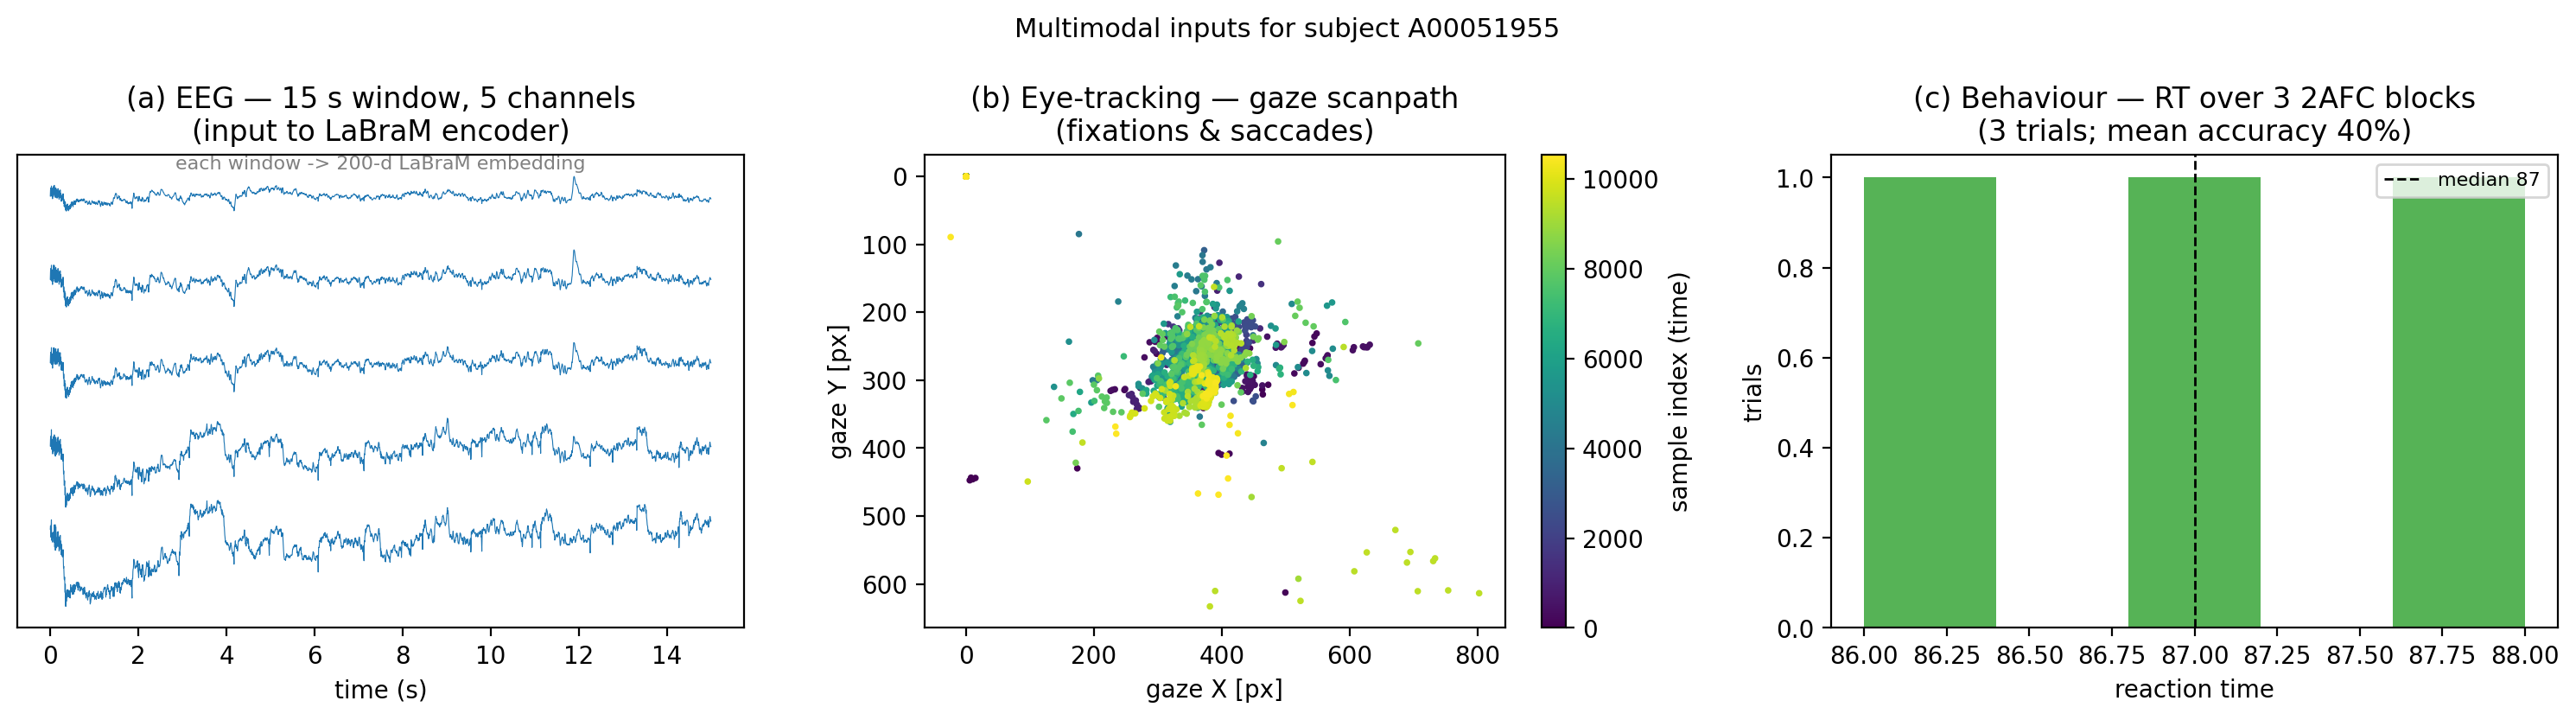 Multimodal inputs for subject A00051955
(a) EEG — 15 s window, 5 channels
(input to LaBraM encoder)
each window -> 200-d LaBraM embedding
0 2 4 6 8 10 12 14
time (s)
(b) Eye-tracking — gaze scanpath
(fixations & saccades)
gaze Y [px]
0
100
200
300
400
500
600
0 200 400 600 800
gaze X [px]
10000
8000
6000
4000
2000
0
sample index (time)
(c) Behaviour — RT over 3 2AFC blocks
(3 trials; mean accuracy 40%)
median 87
trials
1.0
0.8
0.6
0.4
0.2
0.0
86.00 86.25 86.50 86.75 87.00 87.25 87.50 87.75 88.00
reaction time